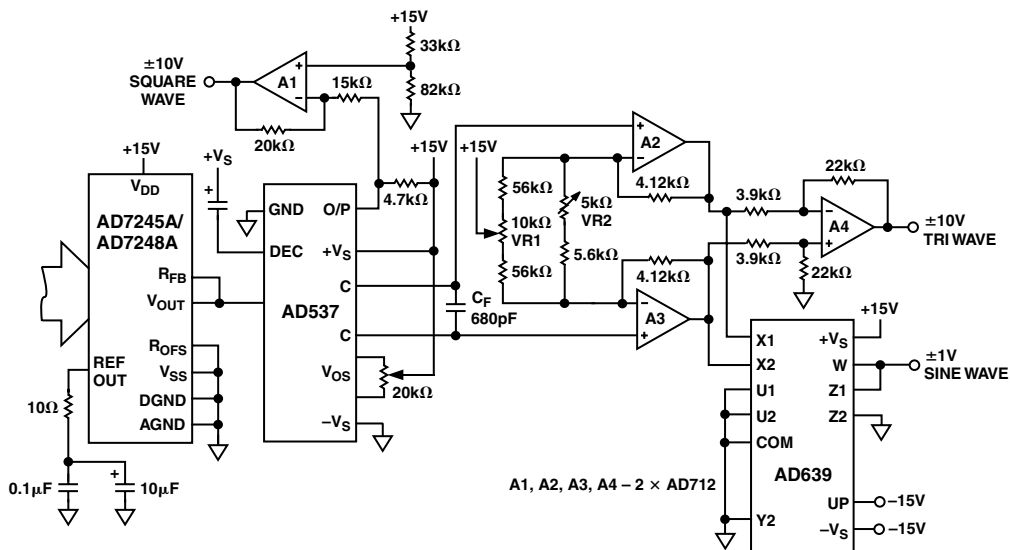 +15V
33kΩ
82kΩ
±10V
SQUARE
WAVE
A1
+
–
15kΩ
20kΩ
+15V
VDD
AD7245A/
AD7248A
RFB
VOUT
ROFS
VSS
DGND
AGND
REF
OUT
10Ω
0.1µF
+
10µF
+VS
+
GND
DEC
O/P
+VS
C
C
VOS
–VS
AD537
4.7kΩ
+15V
20kΩ
CF
680pF
+15V
56kΩ
10kΩ
VR1
56kΩ
5kΩ
VR2
5.6kΩ
+
–
A2
4.12kΩ
4.12kΩ
–
+
A3
3.9kΩ
3.9kΩ
22kΩ
–
+
A4
22kΩ
±10V
TRI WAVE
X1
X2
U1
U2
COM
Y2
+VS
W
Z1
Z2
AD639
UP
–VS
+15V
±1V
SINE WAVE
–15V
–15V
A1, A2, A3, A4 – 2 × AD712